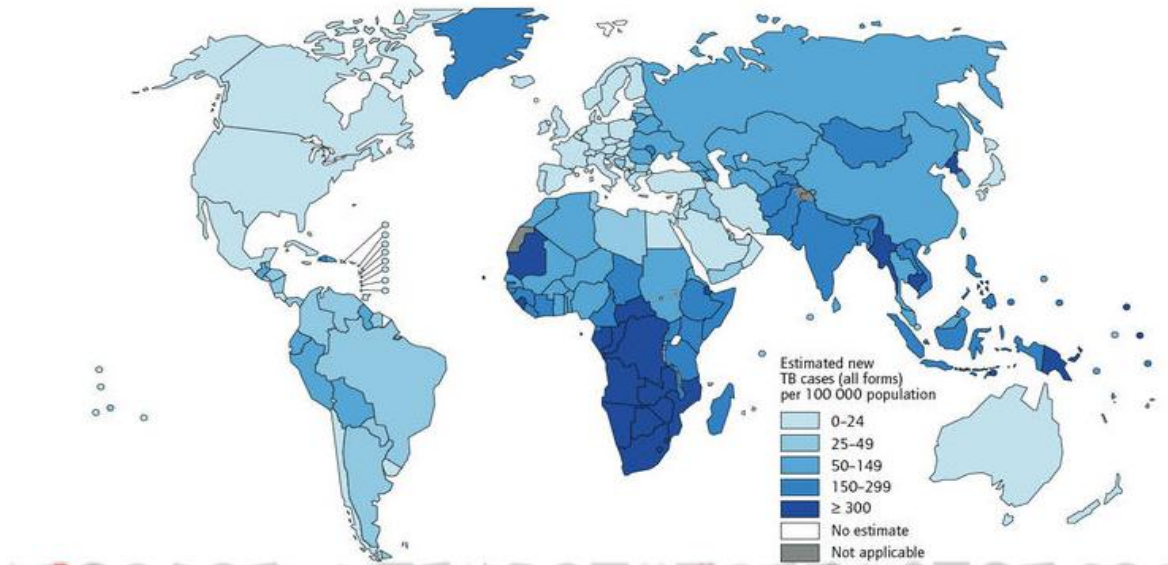 Estimated new
TB cases (all forms)
per 100 000 population
0–24
25–49
50–149
150–299
≥ 300
No estimate
Not applicable